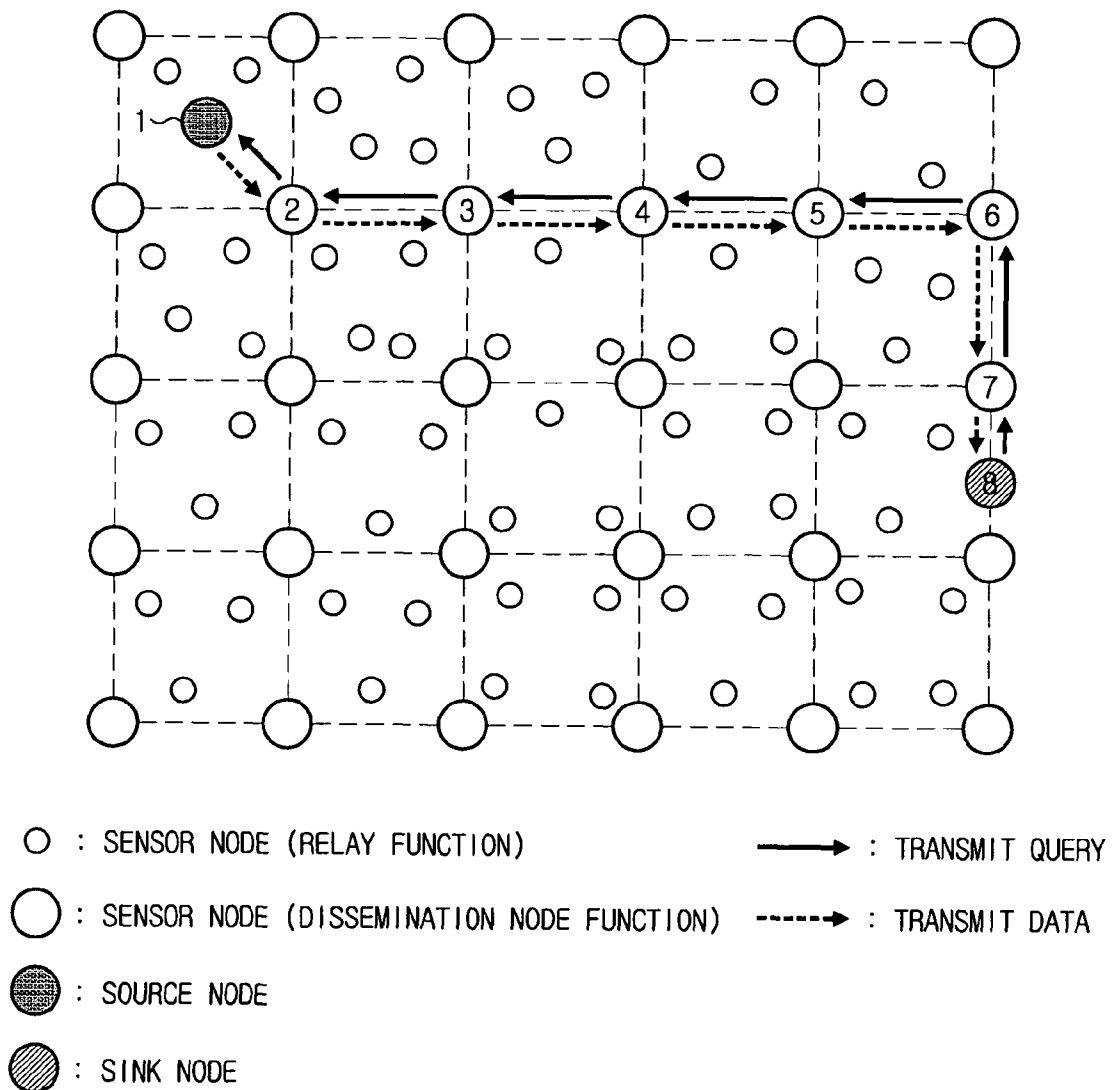 1
2 3 4 5 6
7
8
: SENSOR NODE (RELAY FUNCTION)
: TRANSMIT QUERY
: SENSOR NODE (DISSEMINATION NODE FUNCTION)
: TRANSMIT DATA
: SOURCE NODE
: SINK NODE